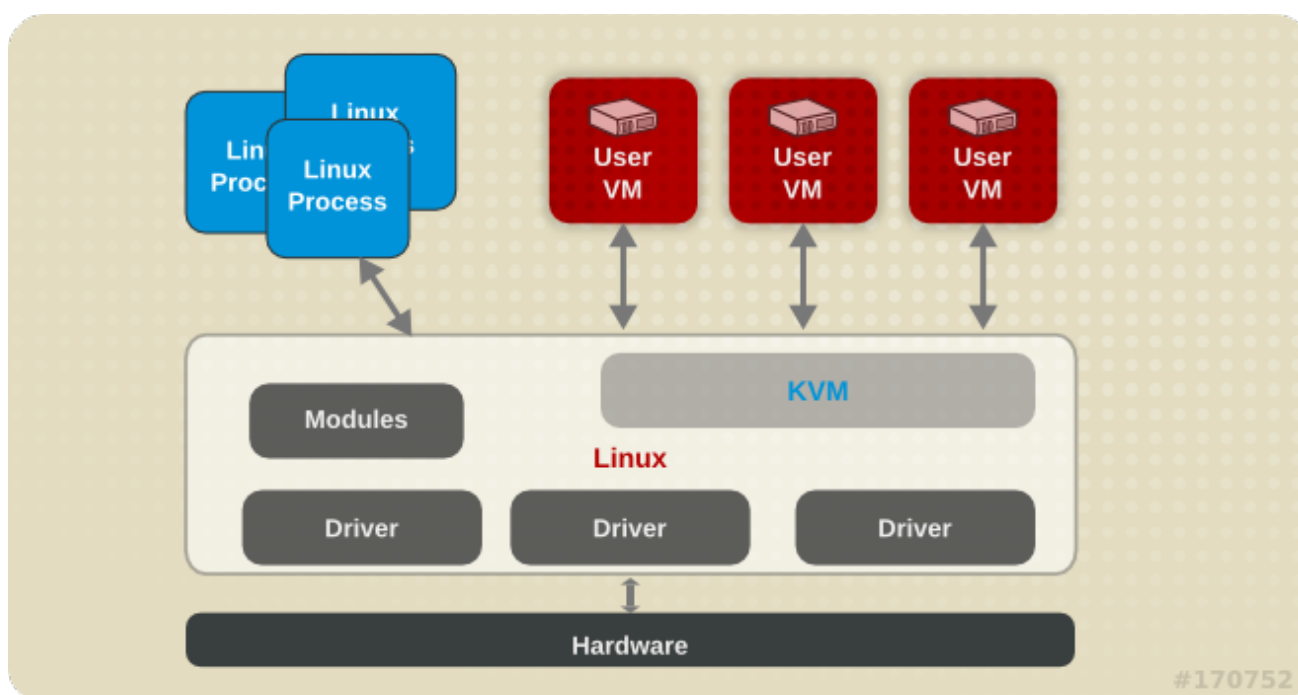 Linux
Lin
Proc
Linux
Process
User
VM
User
VM
User
VM
KVM
Modules
Linux
Driver
Driver
Driver
Hardware
#170752